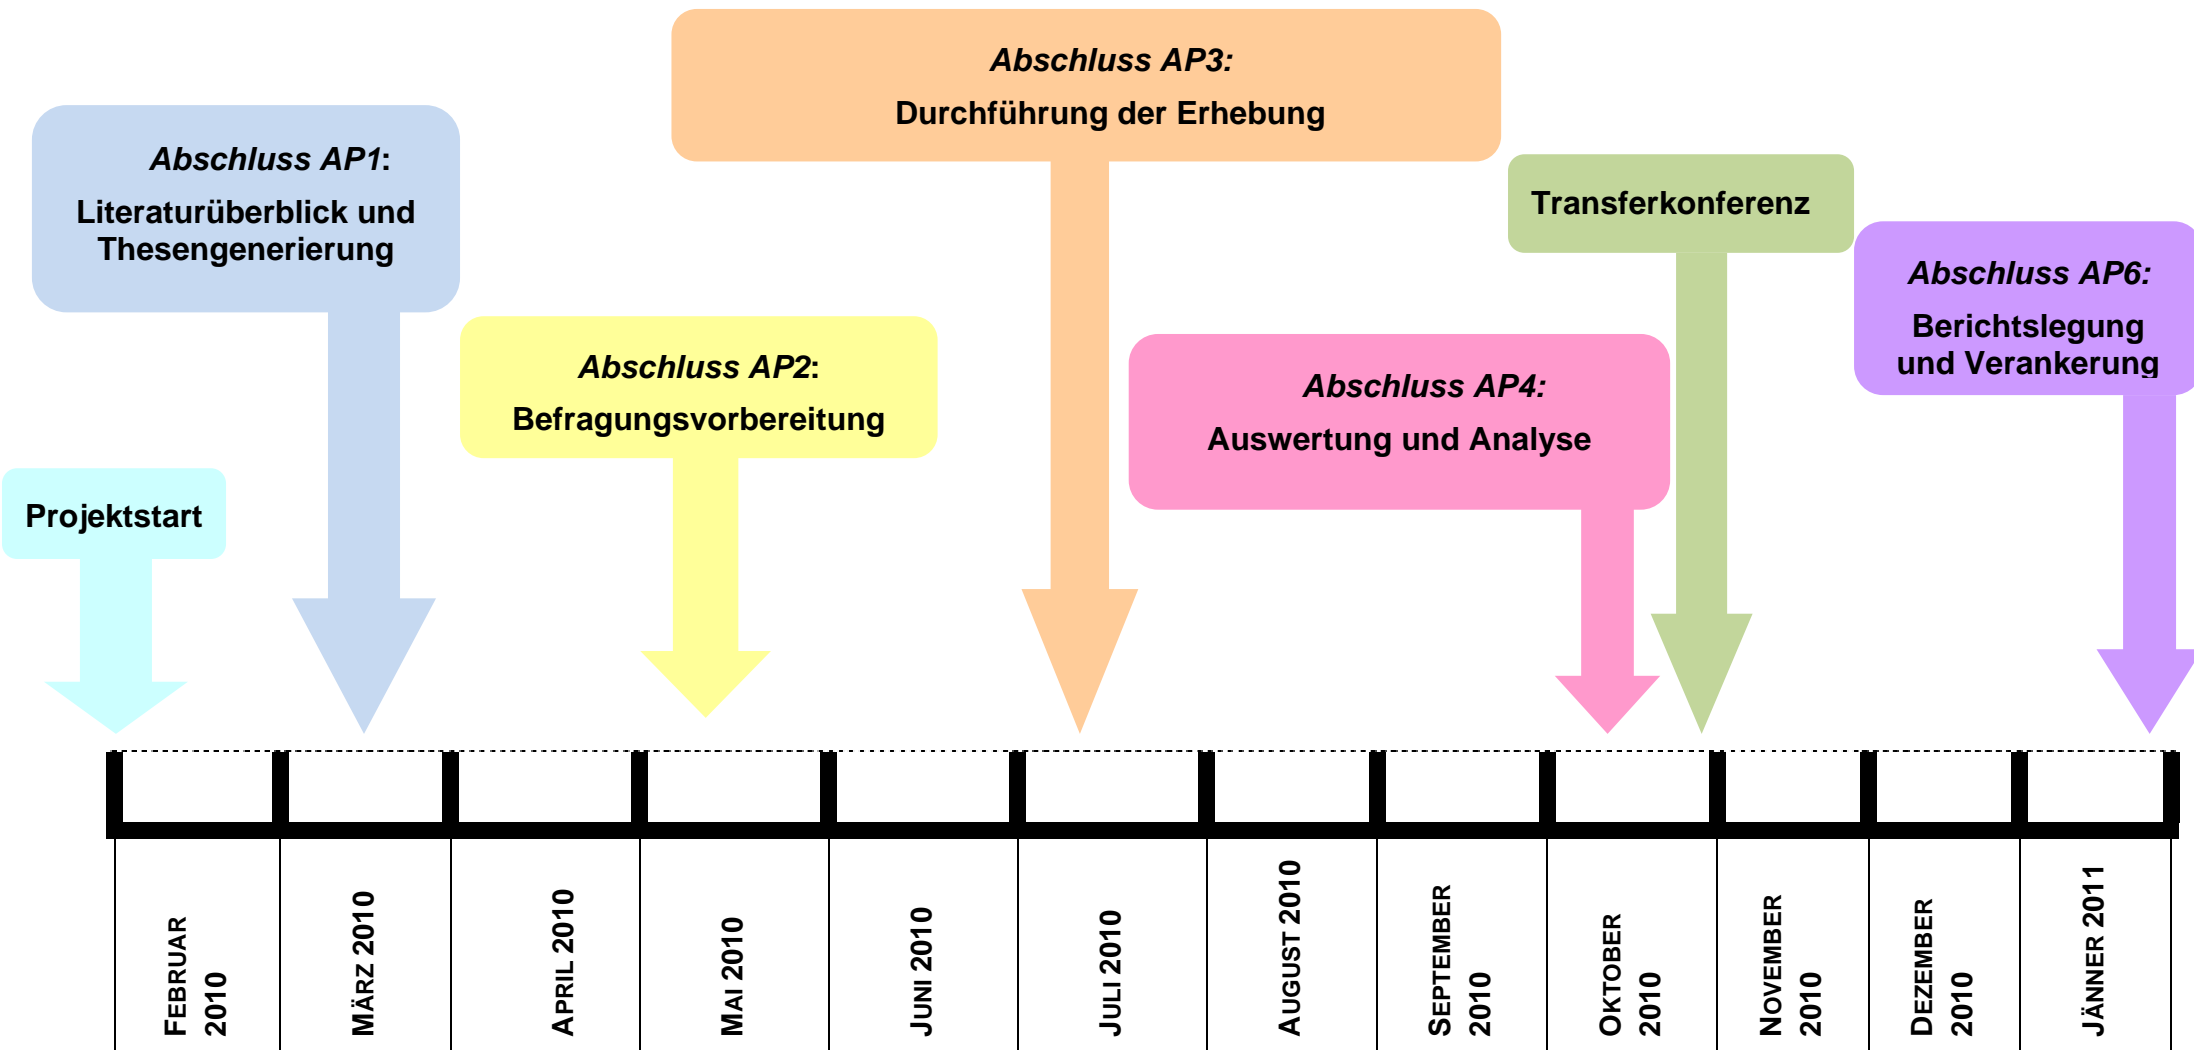 Abschluss AP3:
Durchführung der Erhebung
Abschluss AP1:
Literaturüberblick und
Thesengenerierung
Transferkonferenz
Abschluss AP6:
Berichtslegung
und Verankerung
Abschluss AP2:
Befragungsvorbereitung
Abschluss AP4:
Auswertung und Analyse
Projektstart
FEBRUAR
2010
MÄRZ 2010
APRIL 2010
MAI 2010
JUNI 2010
JULI 2010
AUGUST 2010
SEPTEMBER
2010
OKTOBER
2010
NOVEMBER
2010
DEZEMBER
2010
JÄNNER 2011